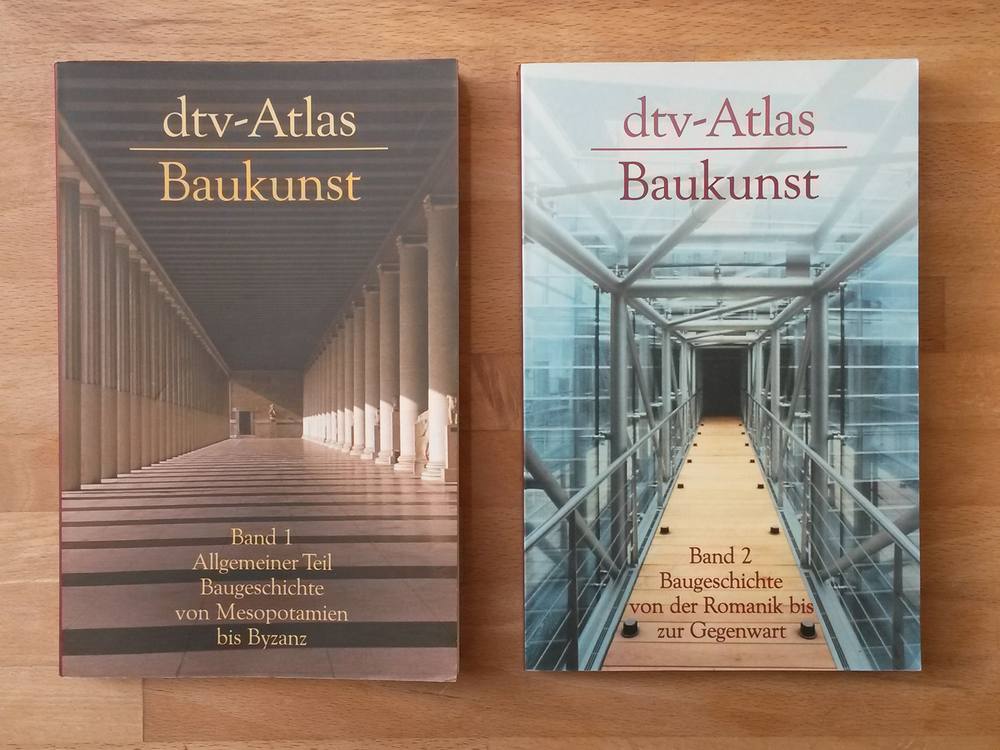 dtv-Atlas
Baukunst
Band 1
Allgemeiner Teil
Baugeschichte
von Mesopotamien
bis Byzanz
dtv-Atlas
Baukunst
Band 2
Baugeschichte
von der Romanik bis
zur Gegenwart